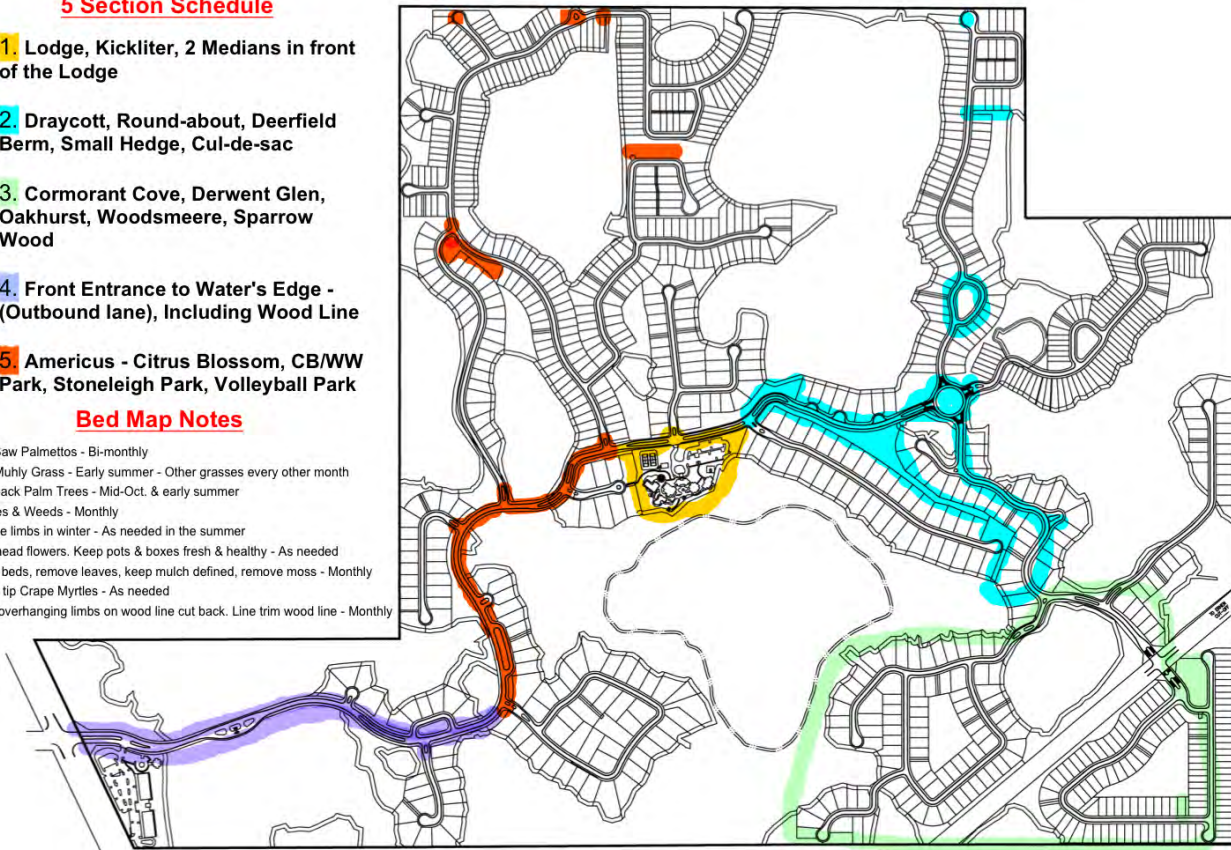 5 Section Schedule
1. Lodge, Kickliter, 2 Medians in front
of the Lodge
2. Draycott, Round-about, Deerfield
Berm, Small Hedge, Cul-de-sac
3. Cormorant Cove, Derwent Glen,
Oakhurst, Woodsmeere, Sparrow
Wood
4. Front Entrance to Water's Edge -
(Outbound lane), Including Wood Line
5. Americus - Citrus Blossom, CB/WW
Park, Stoneleigh Park, Volleyball Park
Bed Map Notes
Saw Palmettos - Bi-monthly
Muhly Grass - Early summer - Other grasses every other month
Palm Trees - Mid-Oct. & early summer
& Weeds - Monthly
limbs in winter - As needed in the summer
flowers. Keep pots & boxes fresh & healthy - As needed
beds, remove leaves, keep mulch defined, remove moss - Monthly
tip Crape Myrtles - As needed
overhanging limbs on wood line cut back. Line trim wood line - Monthly